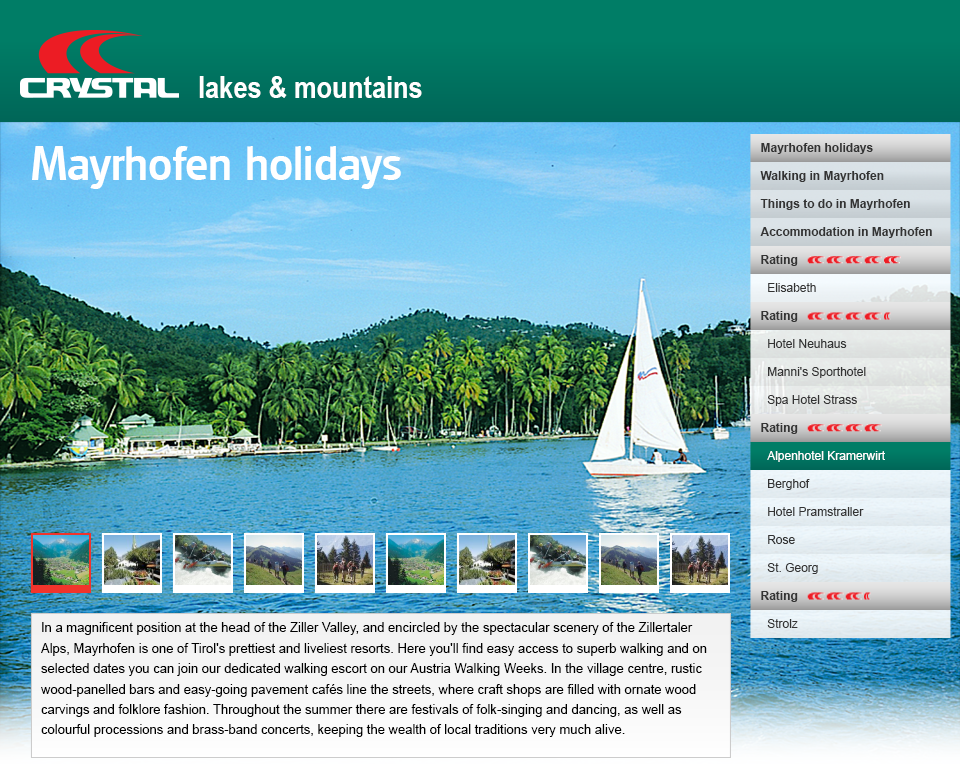 CRYSTAL lakes & mountains
Mayrhofen holidays
Mayrhofen holidays
Walking in Mayrhofen
Things to do in Mayrhofen
Accommodation in Mayrhofen
Rating
Elisabeth
Rating
Hotel Neuhaus
Manni's Sporthotel
Spa Hotel Strass
Rating
Alpenhotel Kramerwirt
Berghof
Hotel Pramstraller
Rose
St. Georg
Rating
Strolz
In a magnificent position at the head of the Ziller Valley, and encircled by the spectacular scenery of the Zillertaler
Alps, Mayrhofen is one of Tirol's prettiest and liveliest resorts. Here you'll find easy access to superb walking and on
selected dates you can join our dedicated walking escort on our Austria Walking Weeks. In the village centre, rustic
wood-panelled bars and easy-going pavement cafés line the streets, where craft shops are filled with ornate wood
carvings and folklore fashion. Throughout the summer there are festivals of folk-singing and dancing, as well as
colourful processions and brass-band concerts, keeping the wealth of local traditions very much alive.